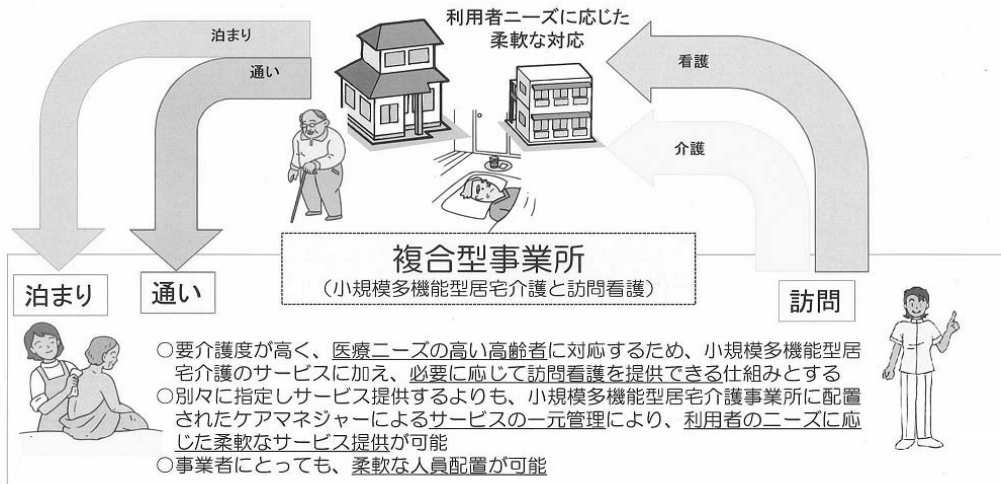 利用者ニーズに応じた
柔軟な対応
泊まり
通い
看護
介護
複合型事業所
（小規模多機能型居宅介護と訪問看護）
泊まり
通い
訪問
○要介護度が高く、医療ニーズの高い高齢者に対応するため、小規模多機能型居
宅介護のサービスに加え、必要に応じて訪問看護を提供できる仕組みとする
○別々に指定しサービス提供するよりも、小規模多機能型居宅介護事業所に配置
されたケアマネジャーによるサービスの一元管理により、利用者のニーズに応
じた柔軟なサービス提供が可能
○事業者にとっても、柔軟な人員配置が可能